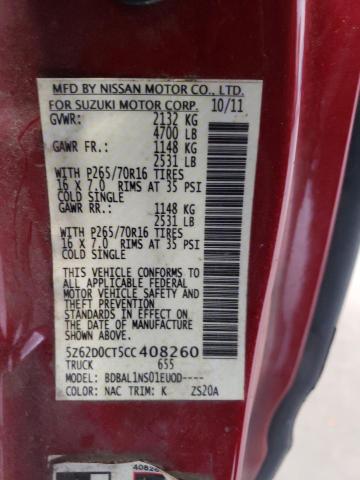 MFD BY NISSAN MOTOR CO., LTD.
FOR SUZUKI MOTOR CORP. 10/11
GVWR: 2132 KG
4700 LB
GAWR FR.: 1148 KG
2531 LB
WITH P265/70R16 TIRES
16 X 7.0 RIMS AT 35 PSI
COLD SINGLE
GAWR RR.: 1148 KG
2531 LB
WITH P265/70R16 TIRES
16 X 7.0 RIMS AT 35 PSI
COLD SINGLE
THIS VEHICLE CONFORMS TO
ALL APPLICABLE FEDERAL
MOTOR VEHICLE SAFETY AND
THEFT PREVENTION
STANDARDS IN EFFECT ON
THE DATE OF MANUFACTURE
SHOWN ABOVE.
5Z62D0CT5CC408260
TRUCK 655
MODEL: BDBAL1NS01EUOD----
COLOR: NAC TRIM: K ZS20A